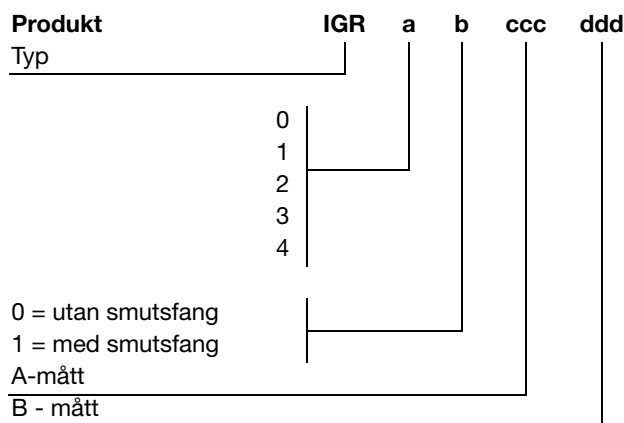 Produkt IGR a b ccc ddd
Typ
0
1
2
3
4
0 = utan smutsfang
1 = med smutsfang
A-mått
B - mått